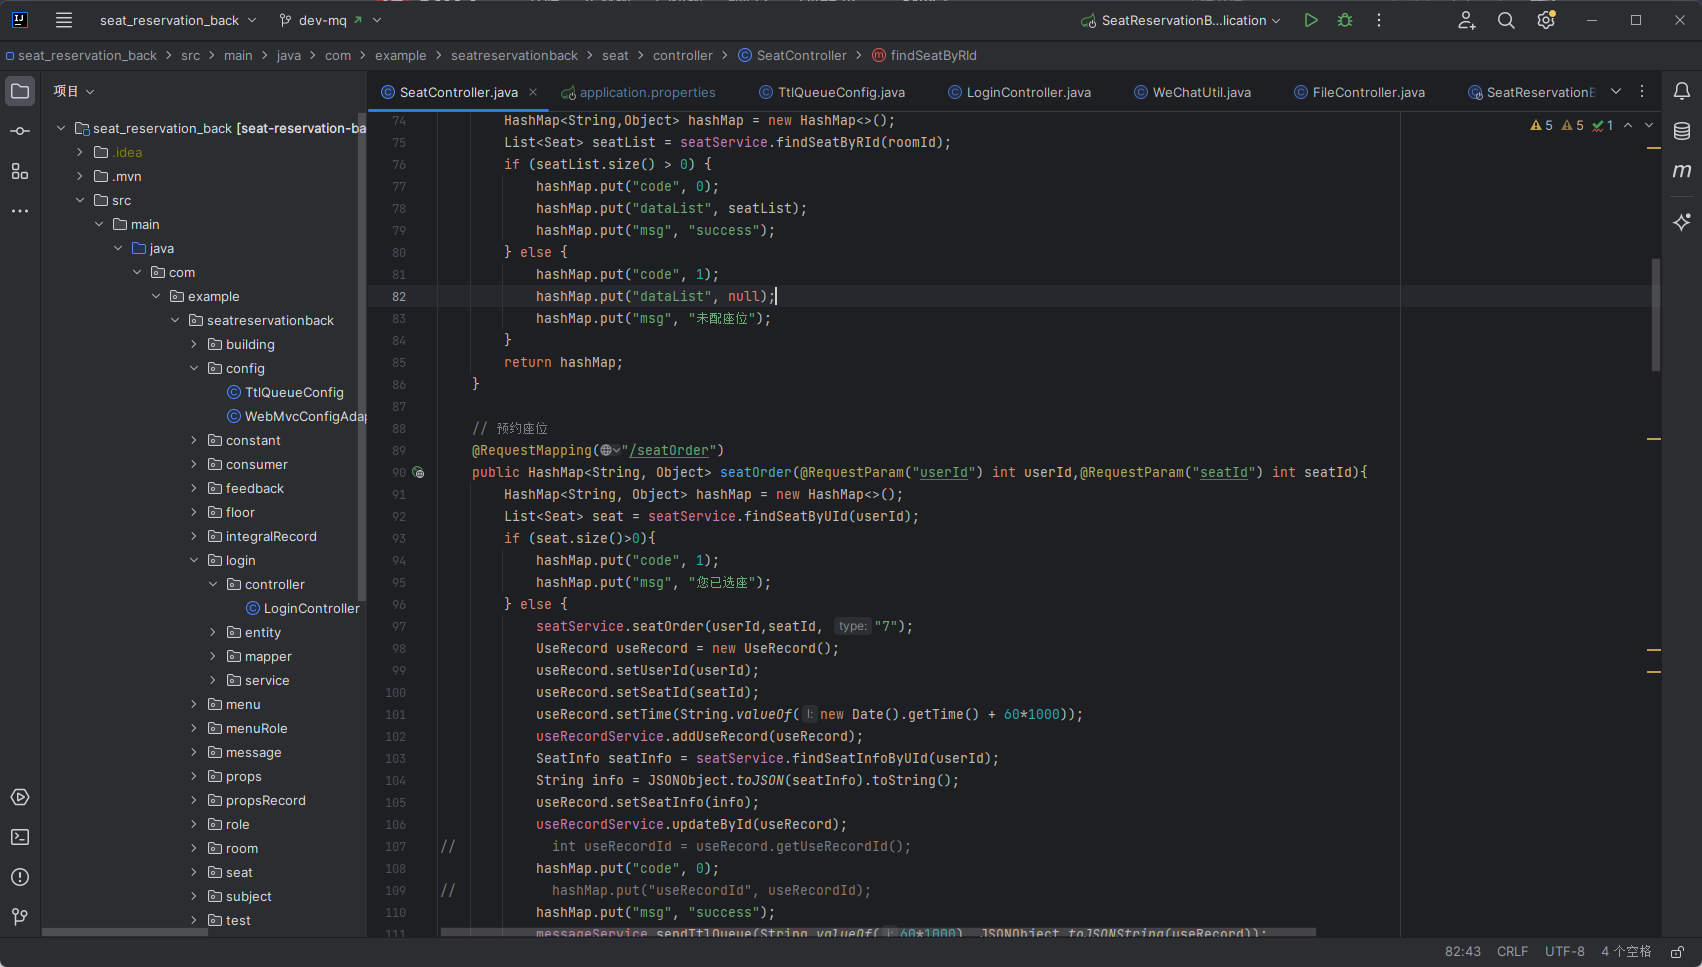 seat_reservation_back
dev-mq
SeatReservationB...lication
seat_reservation_back > src > main > java > com > example > seatreservationback > seat > controller > SeatController > findSeatByRId
项目
SeatController.java
application.properties
TtlQueueConfig.java
LoginController.java
WeChatUtil.java
FileController.java
SeatReservationB
5 5 1
seat_reservation_back [seat-reservation-ba
.idea
.mvn
src
main
java
com
example
seatreservationback
building
config
TtlQueueConfig
WebMvcConfigAdap
constant
consumer
feedback
floor
integralRecord
login
controller
LoginController
entity
mapper
service
menu
menuRole
message
props
propsRecord
role
room
seat
subject
test
74 HashMap<String,Object> hashMap = new HashMap<>();
75 List<Seat> seatList = seatService.findSeatByRId(roomId);
76 if (seatList.size() > 0) {
77 hashMap.put("code", 0);
78 hashMap.put("dataList", seatList);
79 hashMap.put("msg", "success");
80 } else {
81 hashMap.put("code", 1);
82 hashMap.put("dataList", null);
83 hashMap.put("msg", "未配座位");
84 }
85 return hashMap;
86 }
87
88 // 预约座位
89 @RequestMapping("/seatOrder")
90 public HashMap<String, Object> seatOrder(@RequestParam("userId") int userId,@RequestParam("seatId") int seatId){
91 HashMap<String, Object> hashMap = new HashMap<>();
92 List<Seat> seat = seatService.findSeatByUId(userId);
93 if (seat.size()>0){
94 hashMap.put("code", 1);
95 hashMap.put("msg", "您已选座");
96 } else {
97 seatService.seatOrder(userId,seatId, type: "7");
98 UseRecord useRecord = new UseRecord();
99 useRecord.setUserId(userId);
100 useRecord.setSeatId(seatId);
101 useRecord.setTime(String.valueOf( l: new Date().getTime() + 60*1000));
102 useRecordService.addUseRecord(useRecord);
103 SeatInfo seatInfo = seatService.findSeatInfoByUId(userId);
104 String info = JSONObject.toJSON(seatInfo).toString();
105 useRecord.setSeatInfo(info);
106 useRecordService.updateById(useRecord);
107 // int useRecordId = useRecord.getUseRecordId();
108 hashMap.put("code", 0);
109 // hashMap.put("useRecordId", useRecordId);
110 hashMap.put("msg", "success");
111 messageService.sendTtlQueue(String.valueOf( i: 60*1000), JSONObject.toJSONString(useRecord));
82:43 CRLF UTF-8 4 个空格